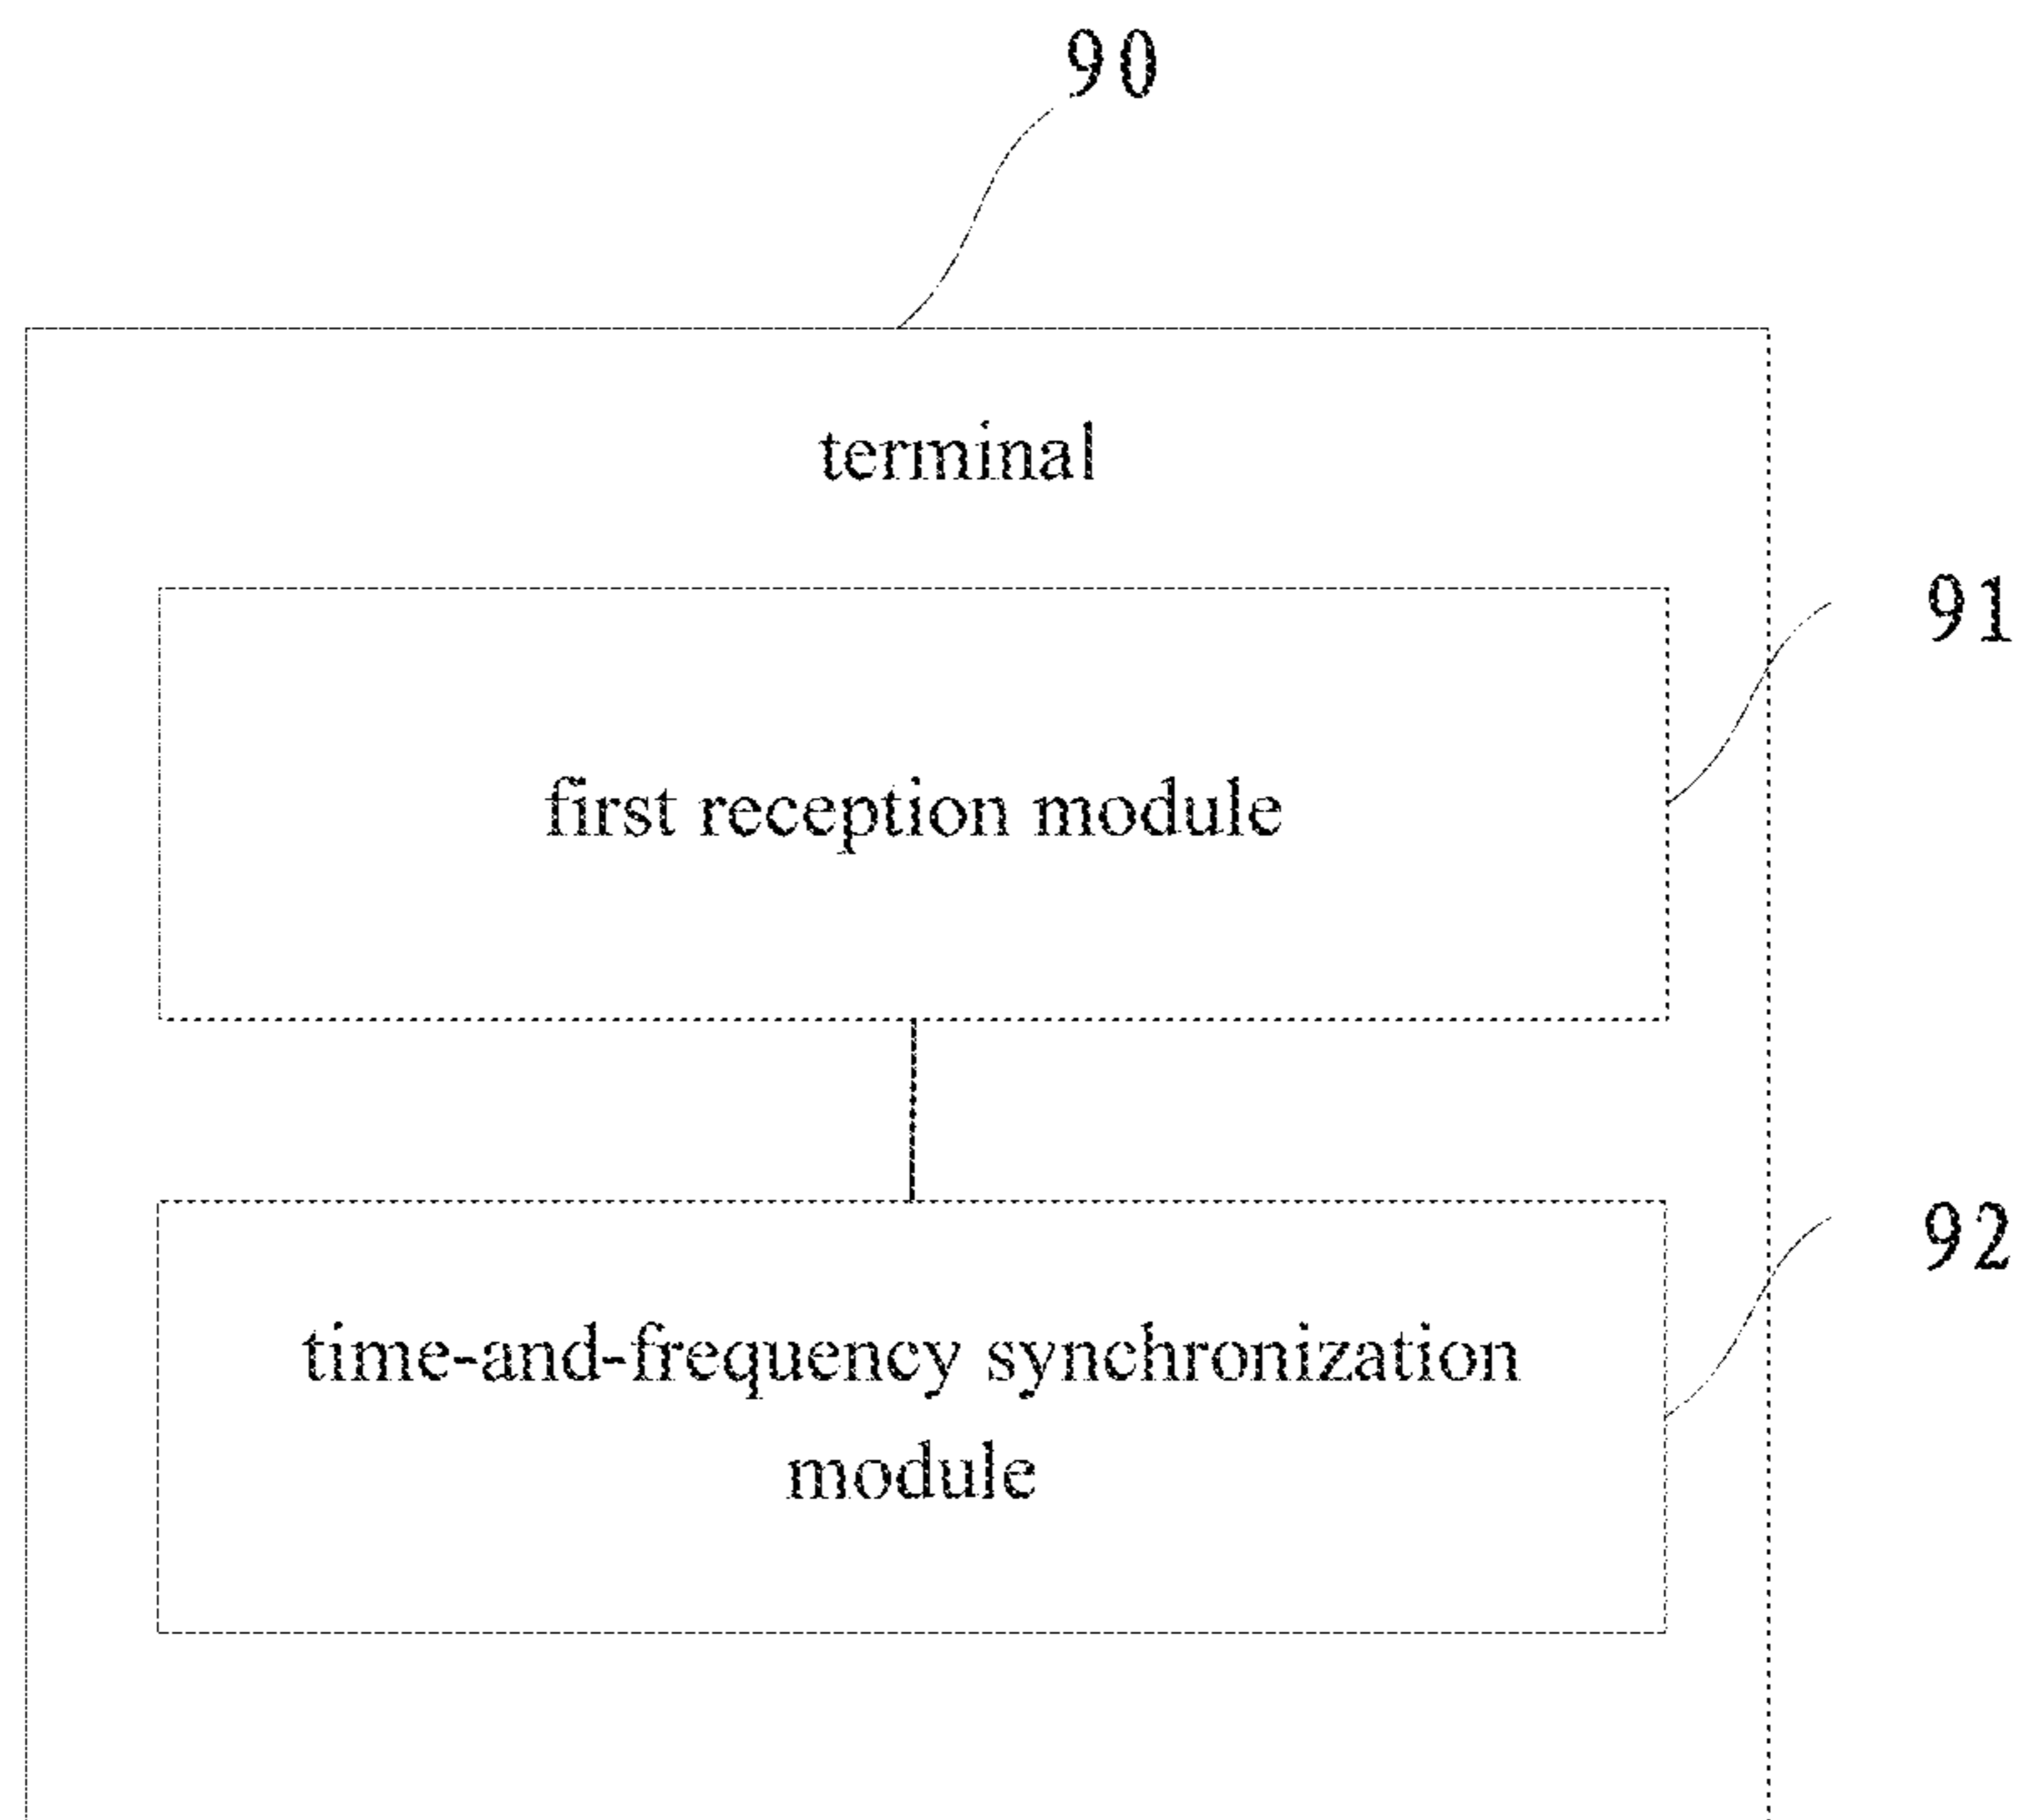 90
terminal
91
first reception module
92
time-and-frequency synchronization
module